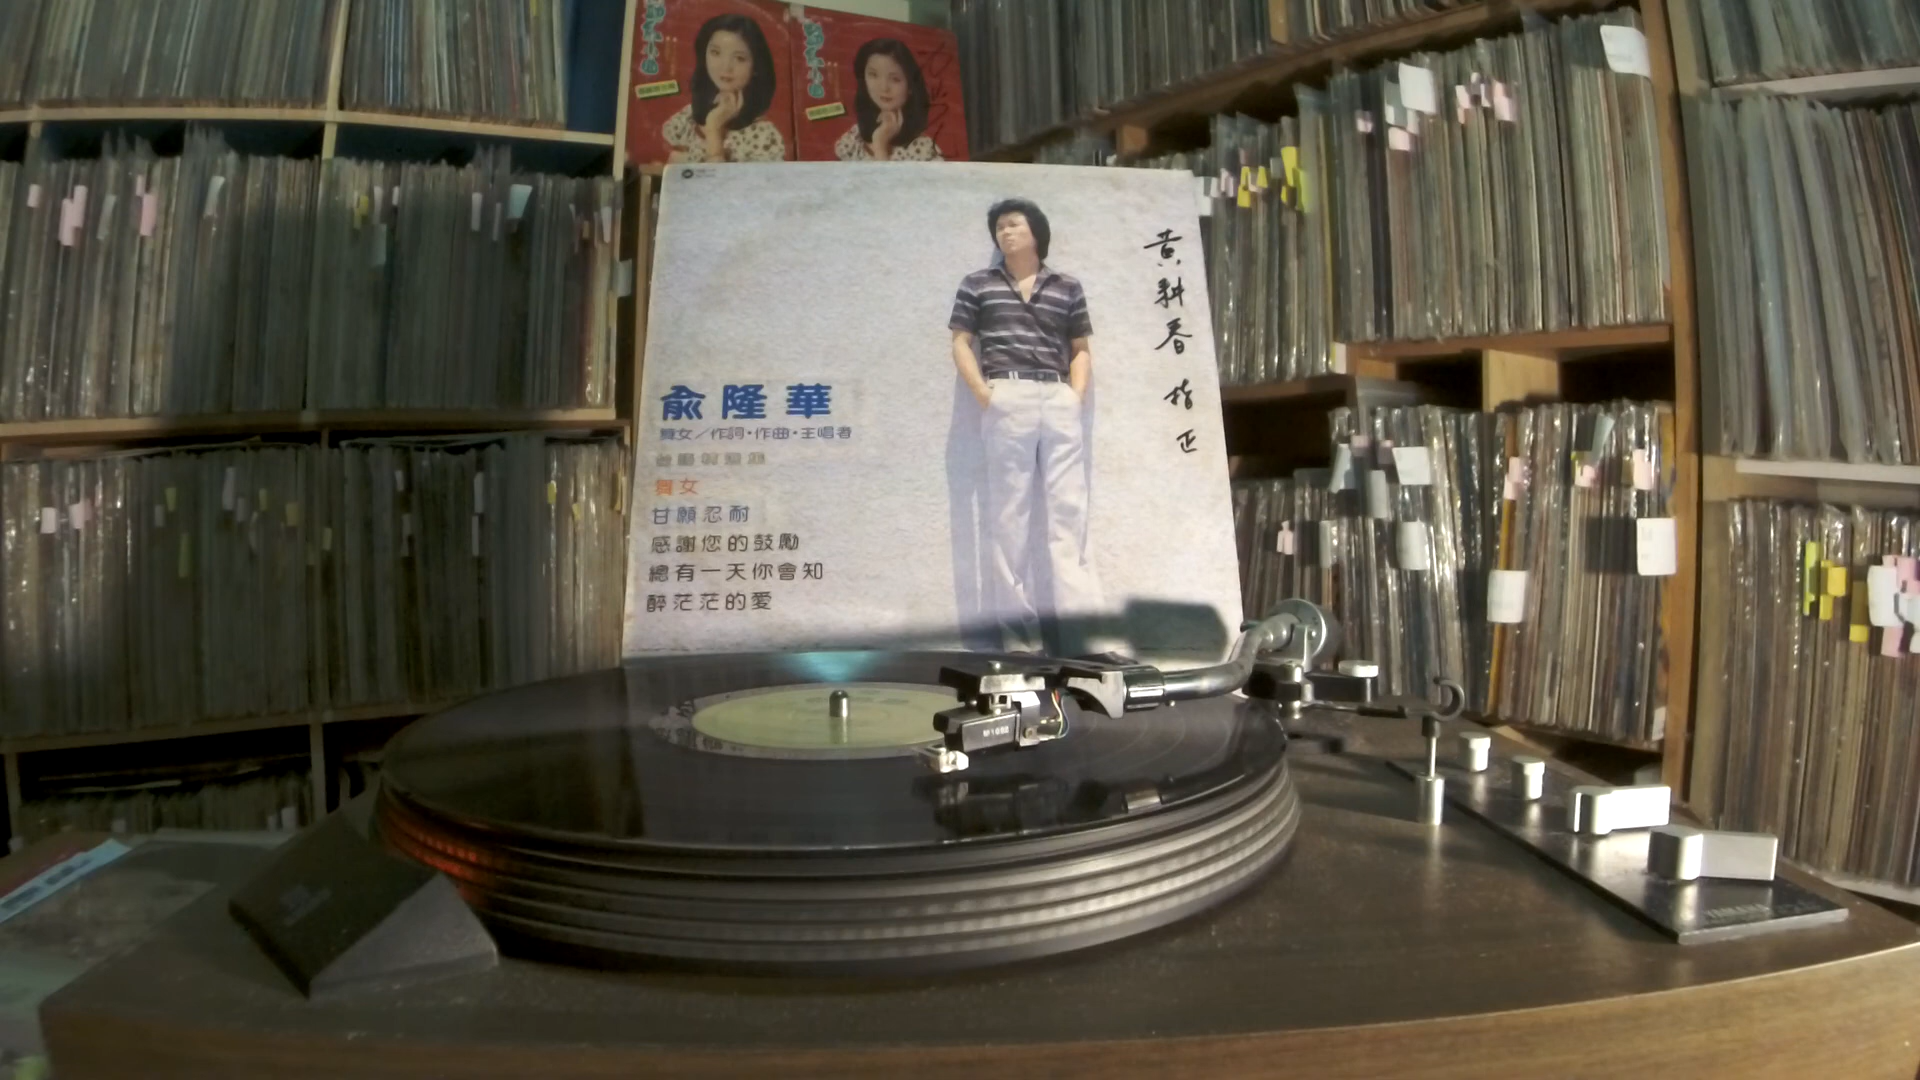 俞隆華
舞女／作詞・作曲・主唱者
舞女
甘願忍耐
感謝您的鼓勵
總有一天你會知
醉茫茫的愛
黃耕春 指正